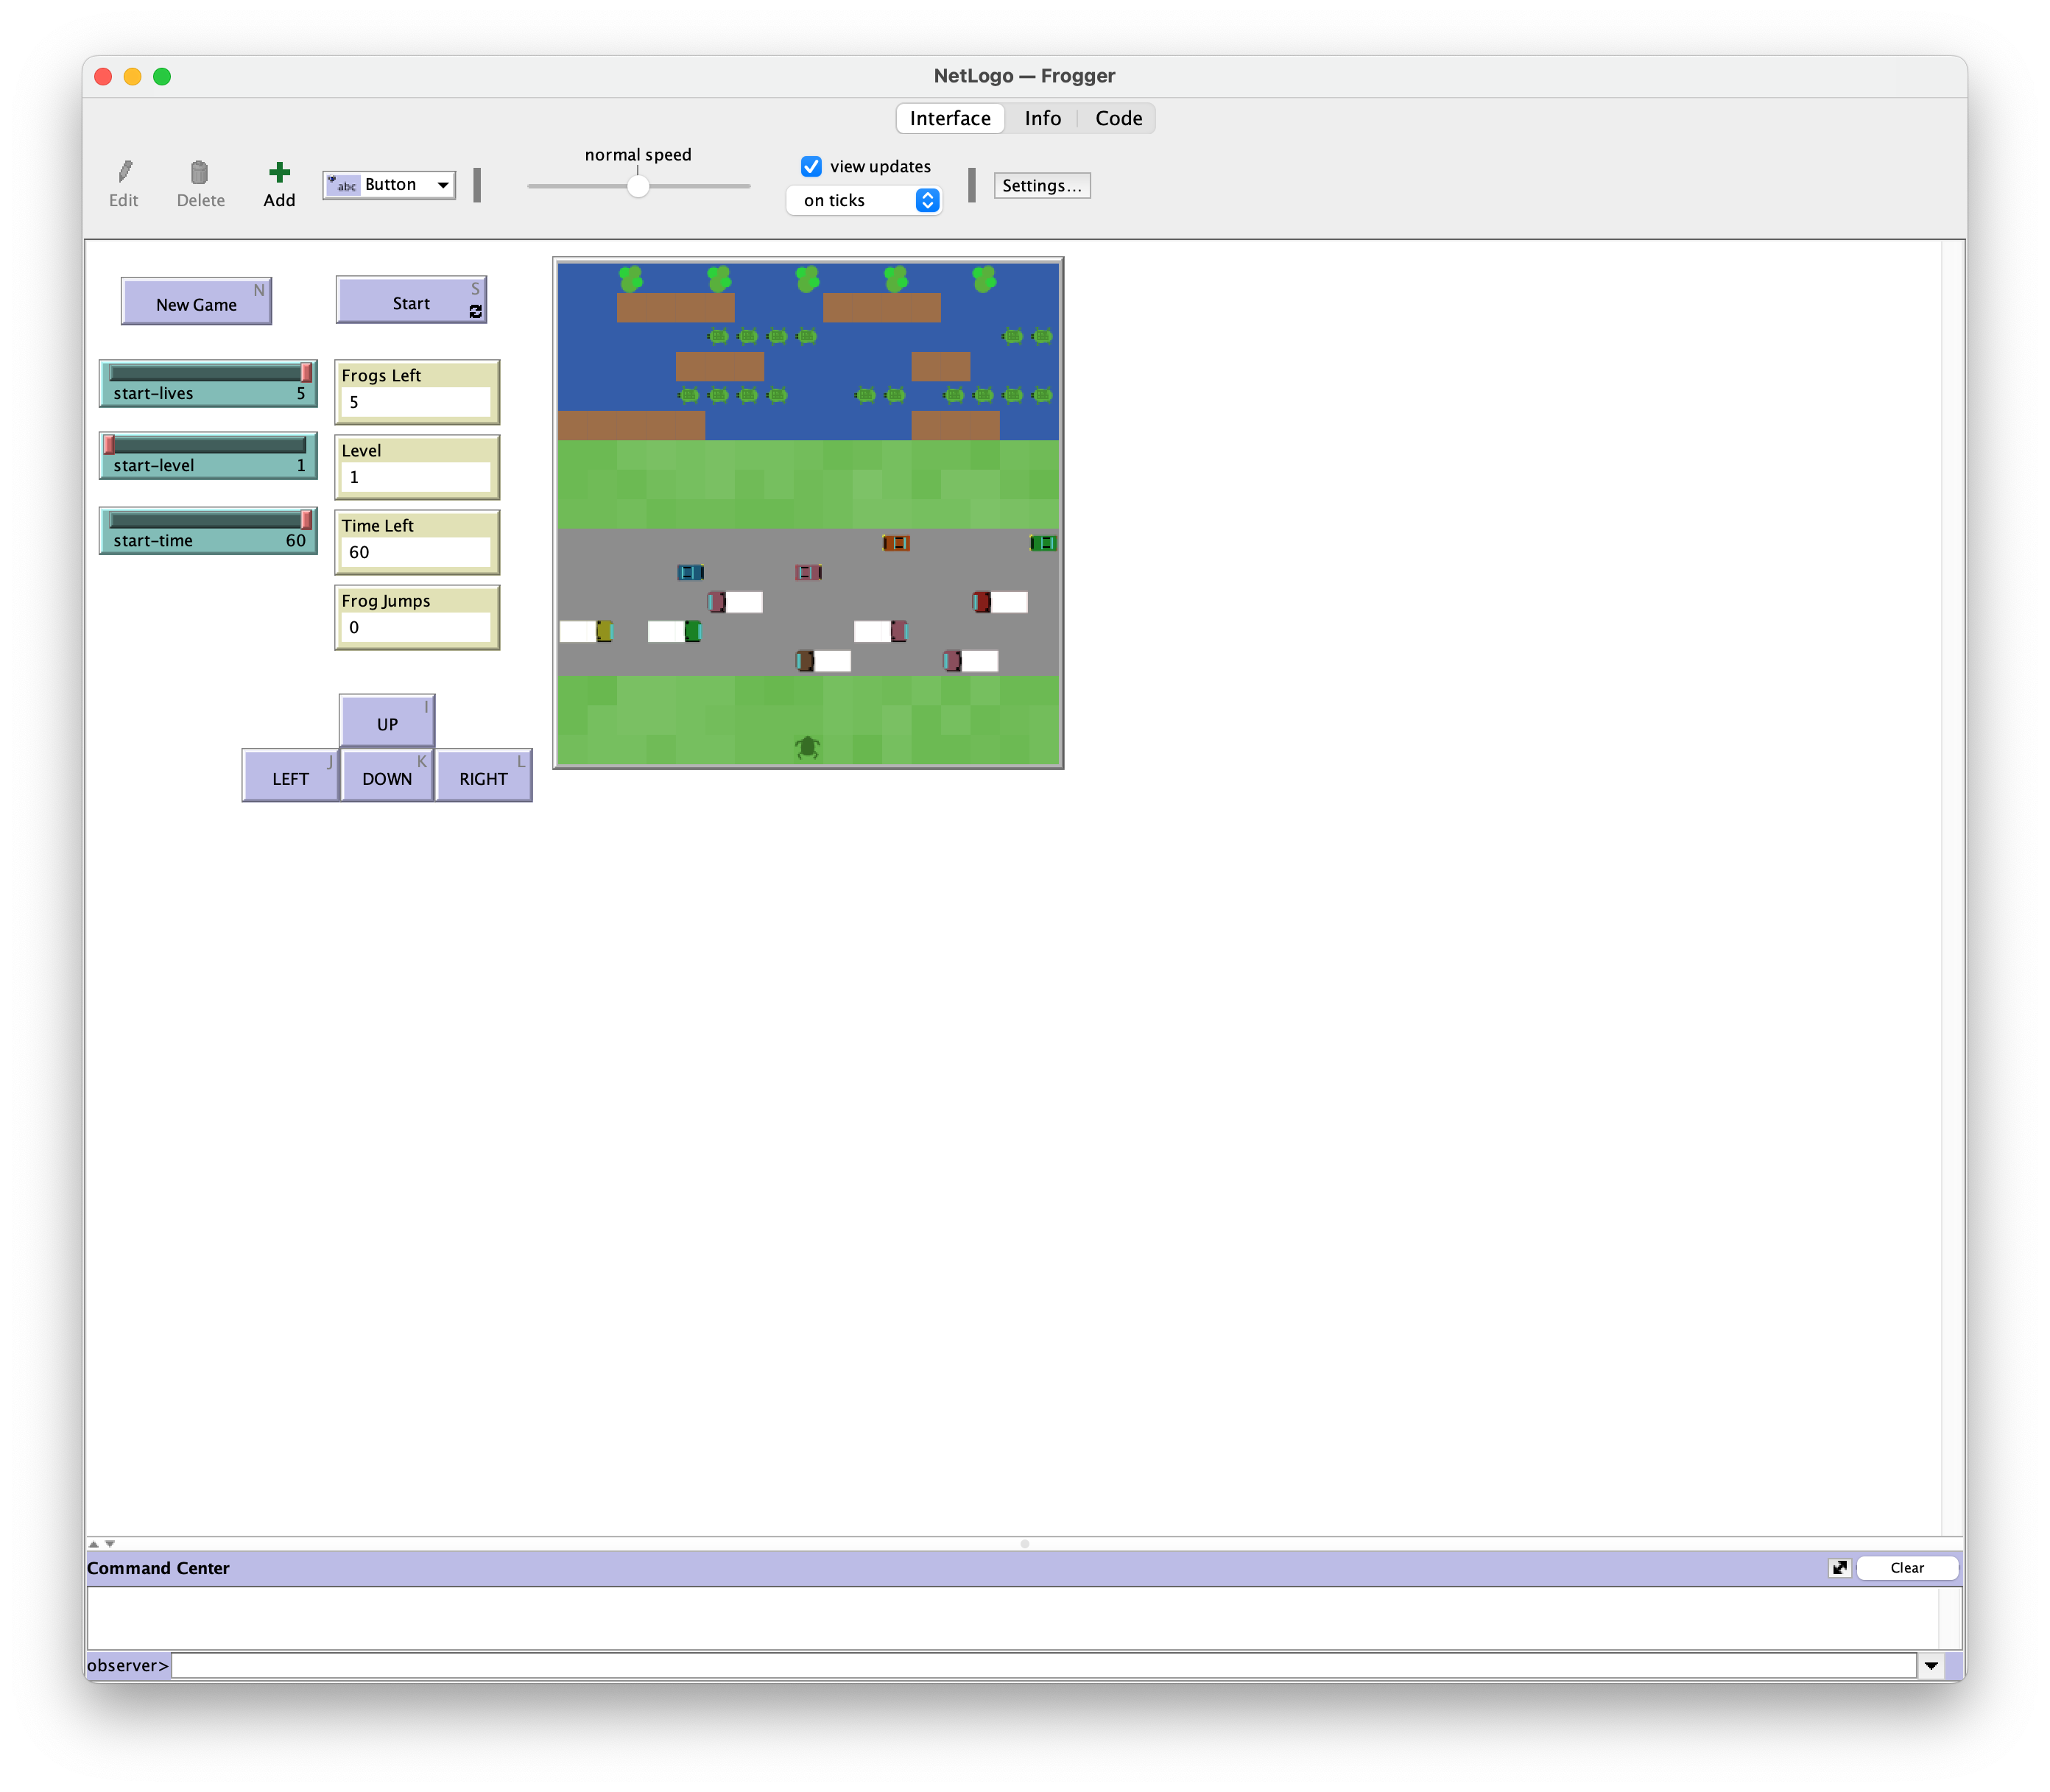 NetLogo — Frogger
Interface Info Code
Edit
Delete
Add
abc Button
normal speed
view updates
on ticks
Settings...
New Game N
Start S
start-lives 5
start-level 1
start-time 60
Frogs Left
5
Level
1
Time Left
60
Frog Jumps
0
UP I
LEFT J
DOWN K
RIGHT L
Command Center
Clear
observer>